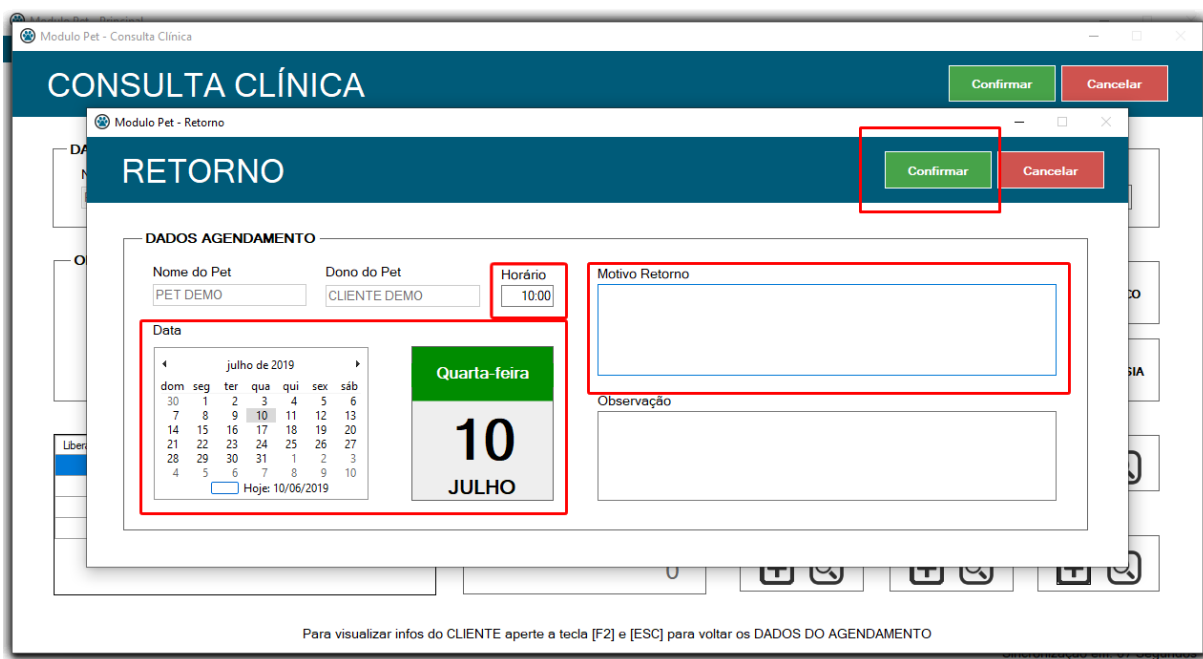 Modulo Pet - Principal
Modulo Pet - Consulta Clínica
CONSULTA CLÍNICA
Confirmar
Cancelar
Modulo Pet - Retorno
RETORNO
Confirmar
Cancelar
DADOS AGENDAMENTO
Nome do Pet
Dono do Pet
Horário
Motivo Retorno
PET DEMO
CLIENTE DEMO
10:00
Data
julho de 2019
Quarta-feira
dom seg ter qua qui sex sáb
30 1 2 3 4 5 6
7 8 9 10 11 12 13
14 15 16 17 18 19 20
21 22 23 24 25 26 27
28 29 30 31 1 2 3
4 5 6 7 8 9 10
Hoje: 10/06/2019
10
JULHO
Observação
Para visualizar infos do CLIENTE aperte a tecla [F2] e [ESC] para voltar os DADOS DO AGENDAMENTO